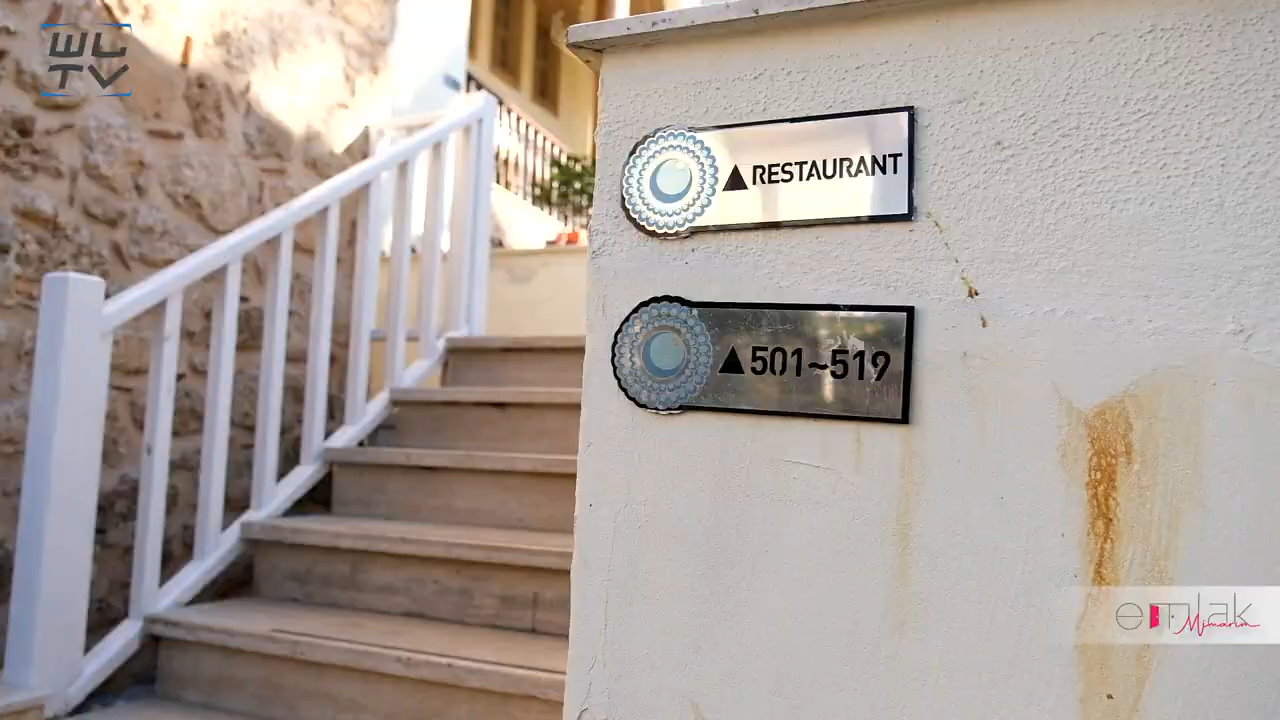 WL
TV
▲RESTAURANT
▲501~519
emlak
Mimarim